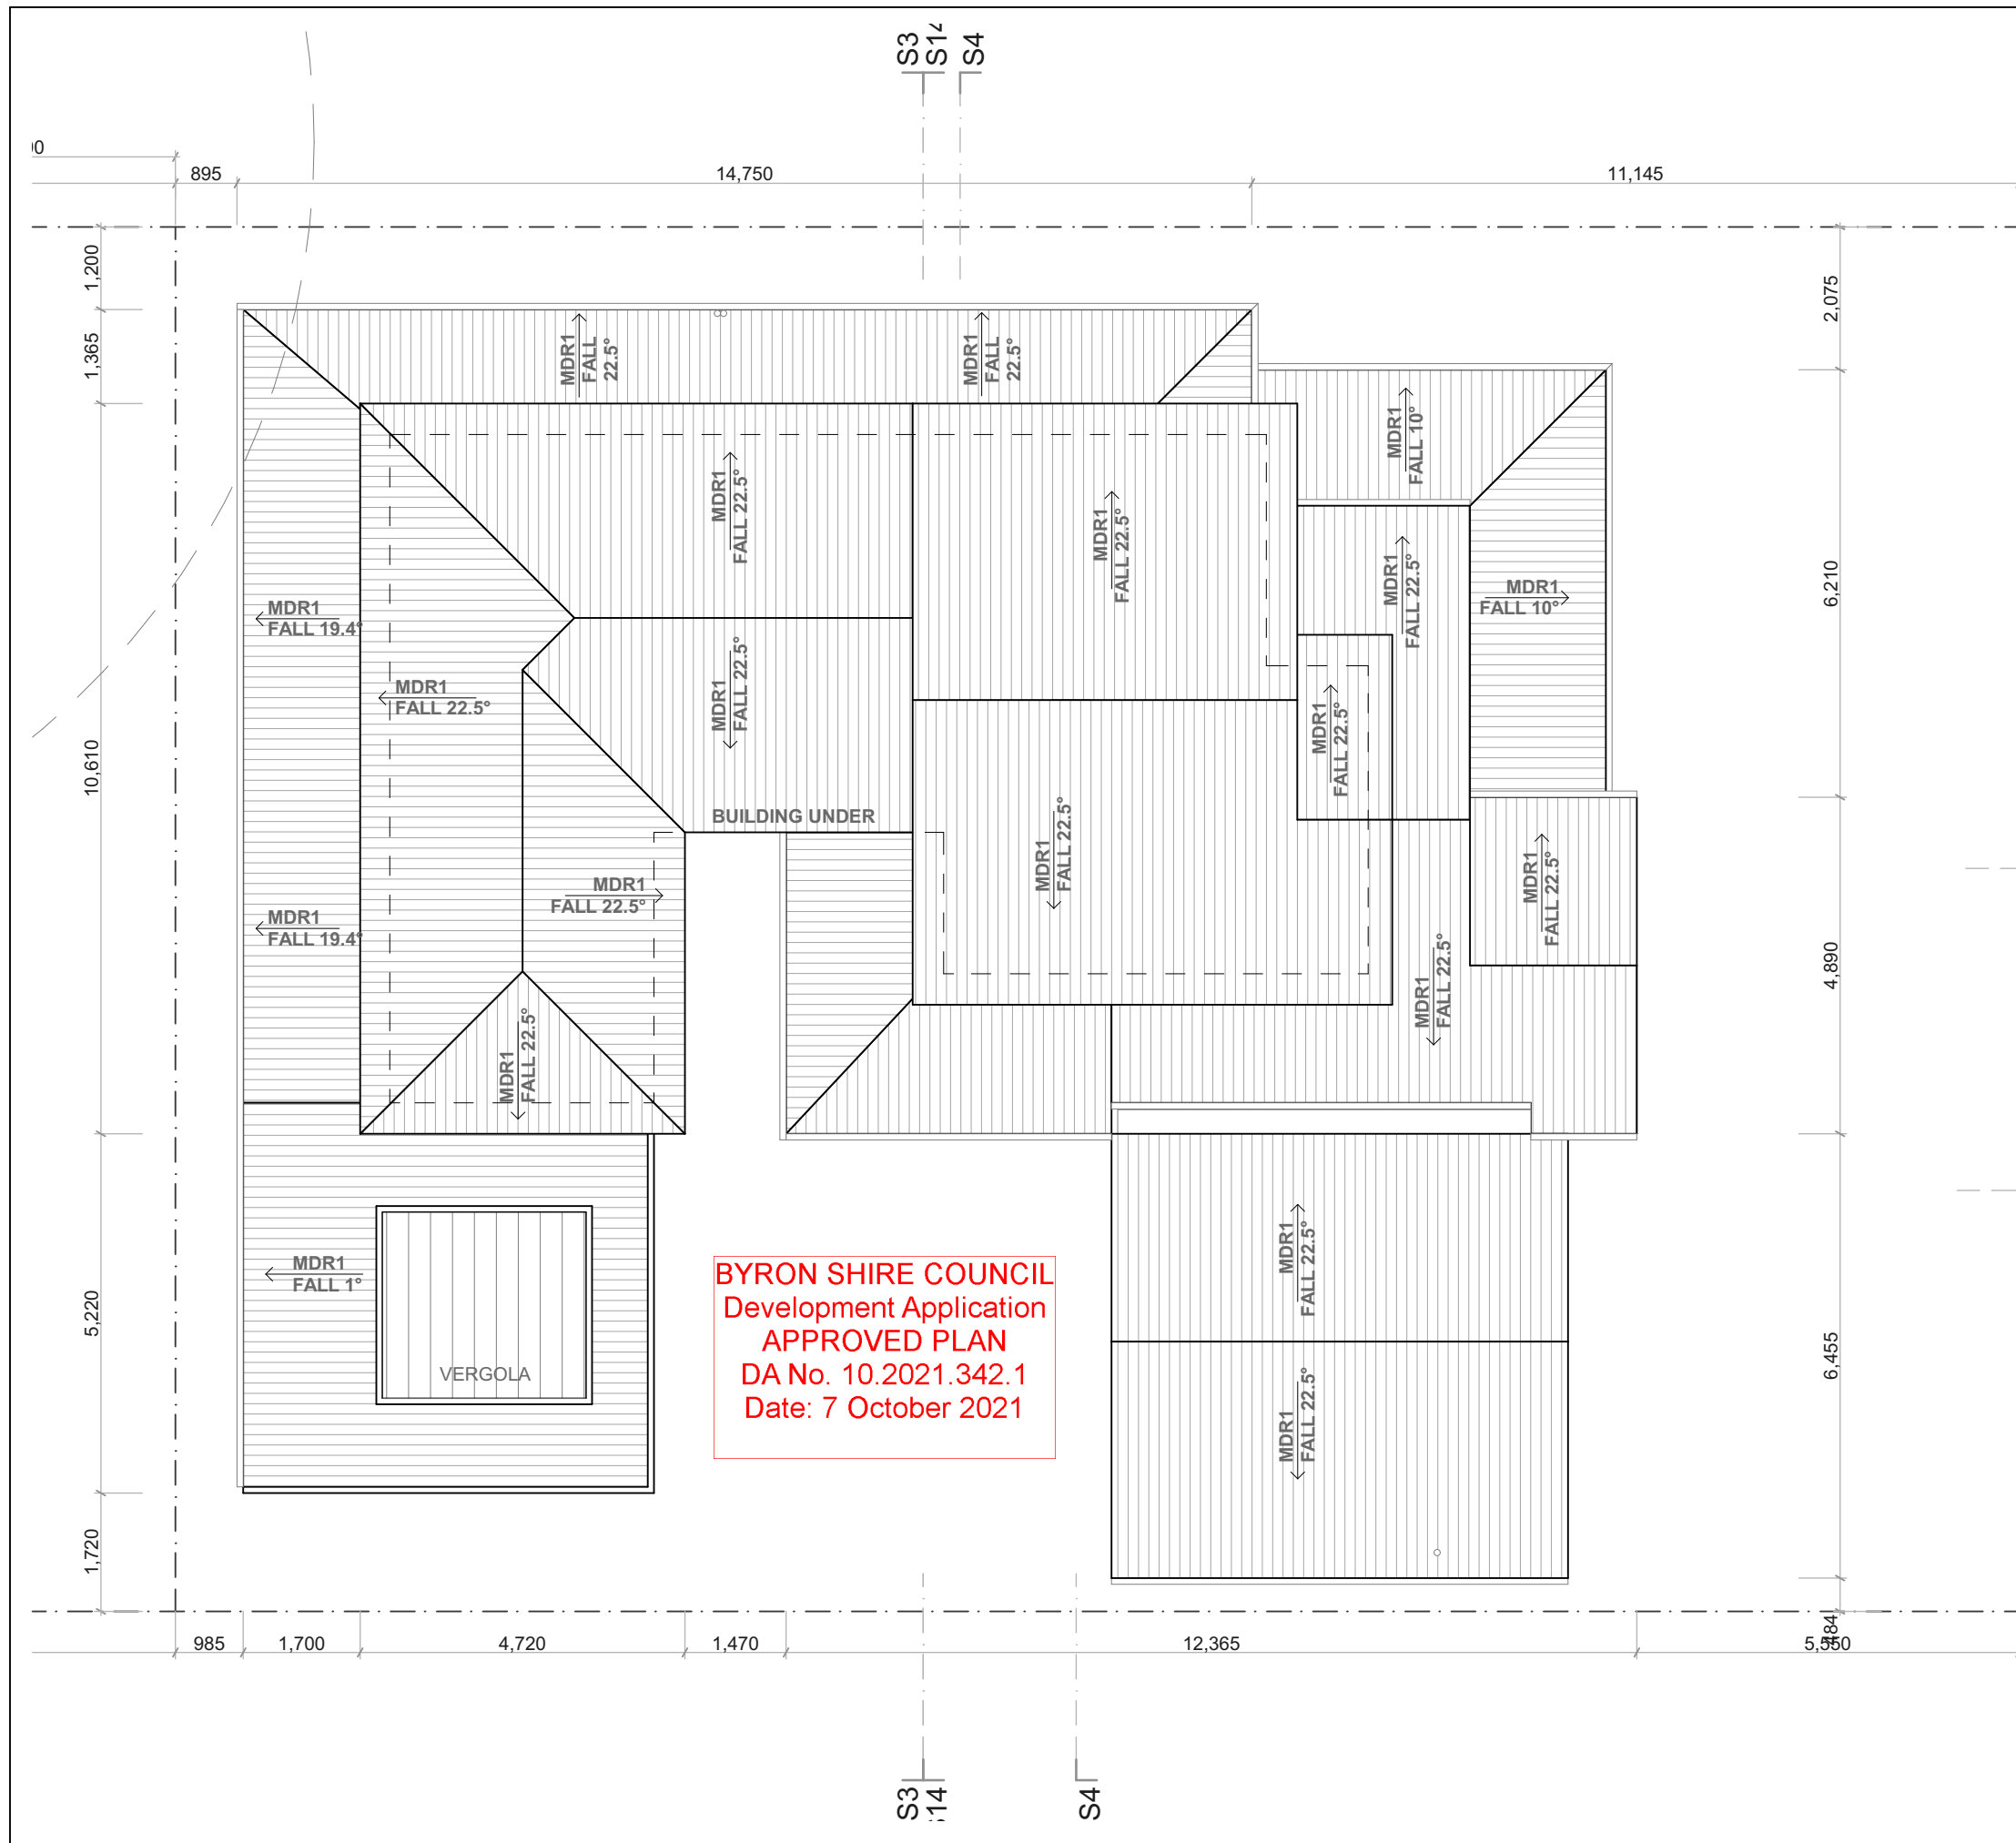 S3
S14
S4
895
14,750
11,145
1,200
1,365
10,610
5,220
1,720
2,075
6,210
4,890
6,455
484
MDR1
FALL
22.5°
MDR1
FALL
22.5°
MDR1
FALL 10°
MDR1
FALL 22.5°
MDR1
FALL 22.5°
MDR1
FALL 22.5°
MDR1
FALL 10°
MDR1
FALL 19.4°
MDR1
FALL 22.5°
MDR1
FALL 22.5°
MDR1
FALL 22.5°
BUILDING UNDER
MDR1
FALL 22.5°
MDR1
FALL 22.5°
MDR1
FALL 22.5°
MDR1
FALL 19.4°
MDR1
FALL 22.5°
MDR1
FALL 22.5°
MDR1
FALL 1°
VERGOLA
BYRON SHIRE COUNCIL
Development Application
APPROVED PLAN
DA No. 10.2021.342.1
Date: 7 October 2021
MDR1
FALL 22.5°
MDR1
FALL 22.5°
985
1,700
4,720
1,470
12,365
5,550
S3
S14
S4